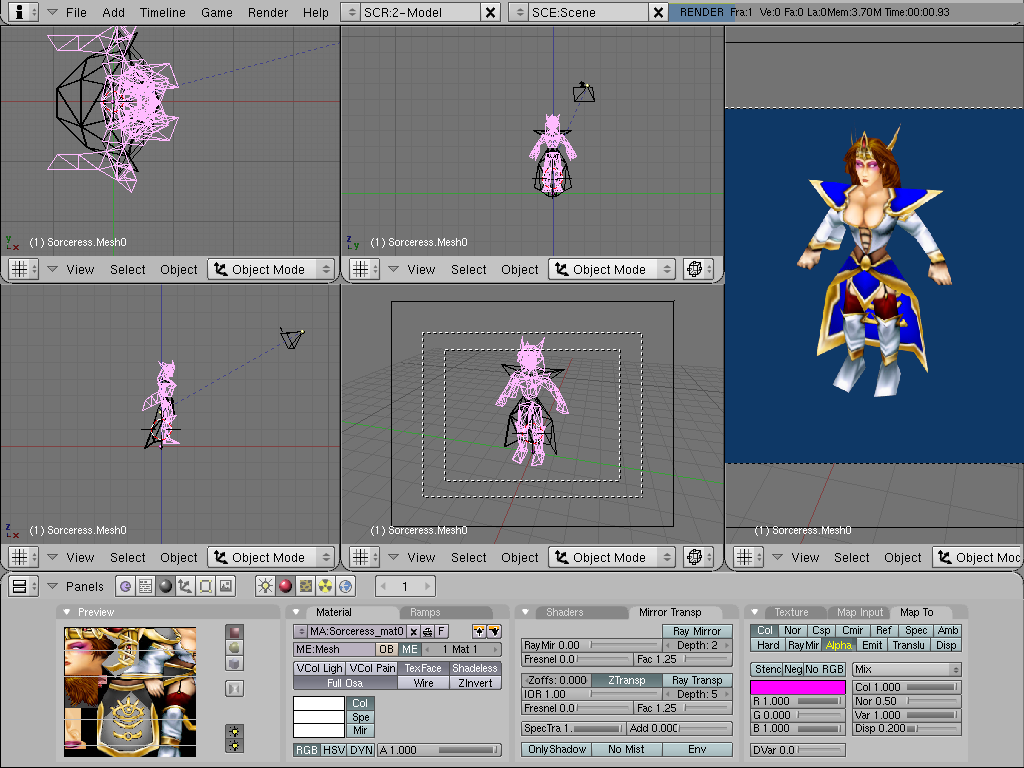 File Add Timeline Game Render Help SCR:2-Model SCE:Scene RENDER Fra:1 Ve:0 Fa:0 La:0Mem:3.70M Time:00:00.93
y x (1) Sorceress.Mesh0
z y (1) Sorceress.Mesh0
View Select Object Object Mode
View Select Object Object Mode
z x (1) Sorceress.Mesh0
(1) Sorceress.Mesh0
(1) Sorceress.Mesh0
View Select Object Object Mode
View Select Object Object Mode
View Select Object Object Moc
Panels 1
Preview
Material Ramps
MA:Sorceress_mat0 F
ME:Mesh OB ME 1 Mat 1
VCol Ligh VCol Pain TexFace Shadeless
Full Osa Wire ZInvert
Col
Spe
Mir
RGB HSV DYN A 1.000
Shaders Mirror Transp
Ray Mirror
RayMir 0.00 Depth: 2
Fresnel 0.0 Fac 1.25
Zoffs: 0.000 ZTransp Ray Transp
IOR 1.00 Depth: 5
Fresnel 0.0 Fac 1.25
SpecTra 1. Add 0.000
OnlyShadow No Mist Env
Texture Map Input Map To
Col Nor Csp Cmir Ref Spec Amb
Hard RayMir Alpha Emit Translu Disp
Stenc Neg No RGB Mix
Col 1.000
R 1.000 Nor 0.50
G 0.000 Var 1.000
B 1.000 Disp 0.200
DVar 0.0